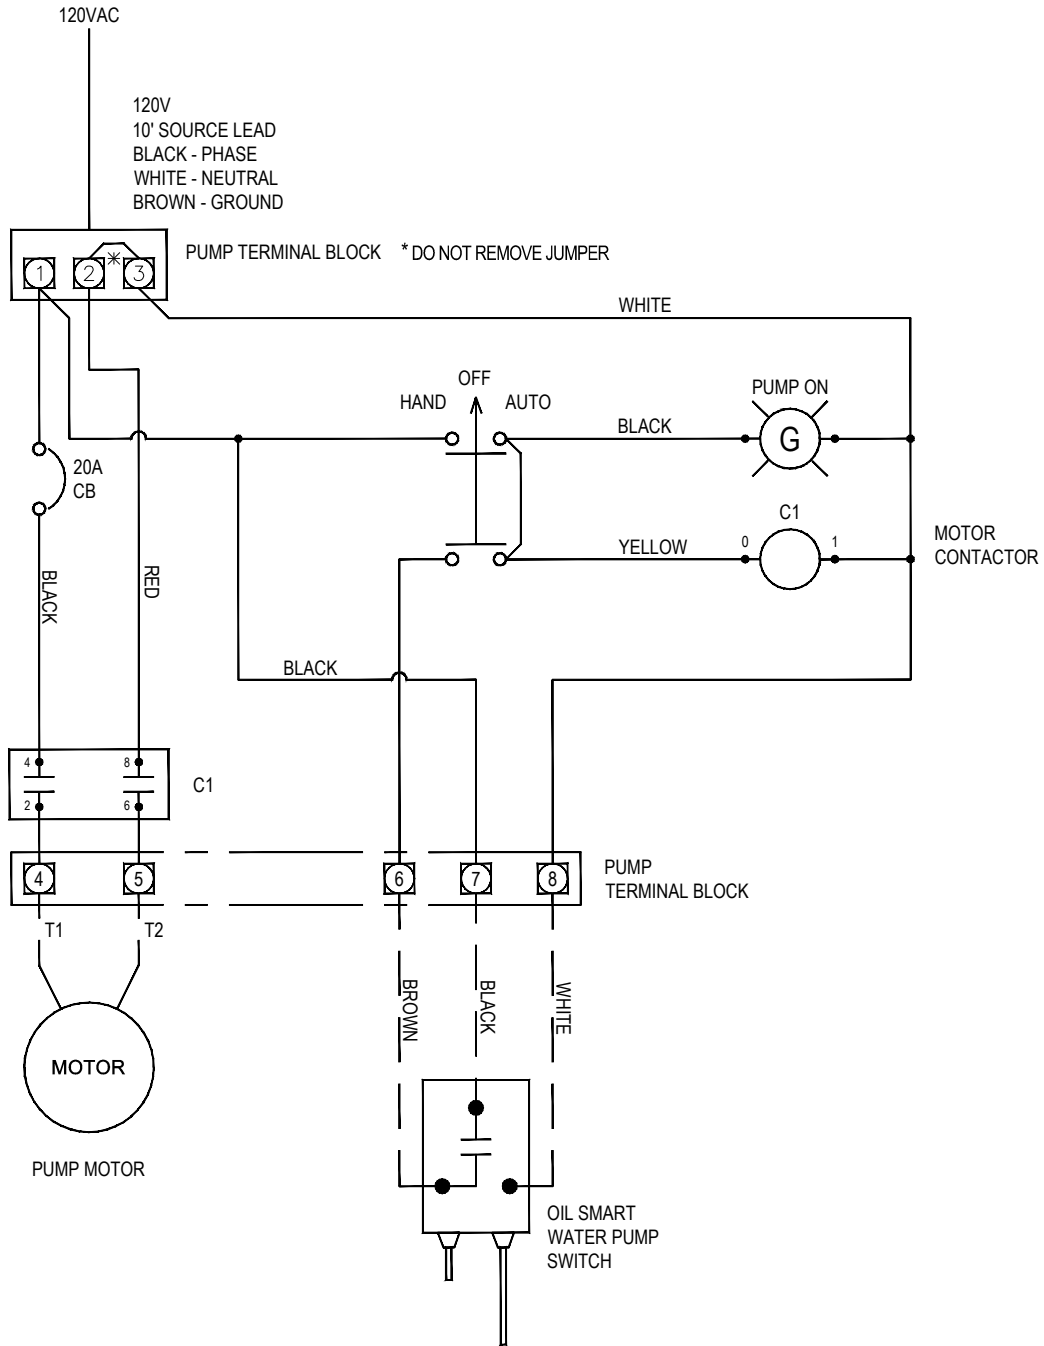 120VAC
120V
10' SOURCE LEAD
BLACK - PHASE
WHITE - NEUTRAL
BROWN - GROUND
PUMP TERMINAL BLOCK * DO NOT REMOVE JUMPER
1 2 * 3
WHITE
OFF
HAND AUTO
PUMP ON
BLACK
G
20A
CB
C1
0 1
YELLOW
MOTOR
CONTACTOR
BLACK
RED
BLACK
4 8
C1
2 6
4 5 6 7 8
PUMP
TERMINAL BLOCK
T1 T2
BROWN
BLACK
WHITE
MOTOR
PUMP MOTOR
OIL SMART
WATER PUMP
SWITCH